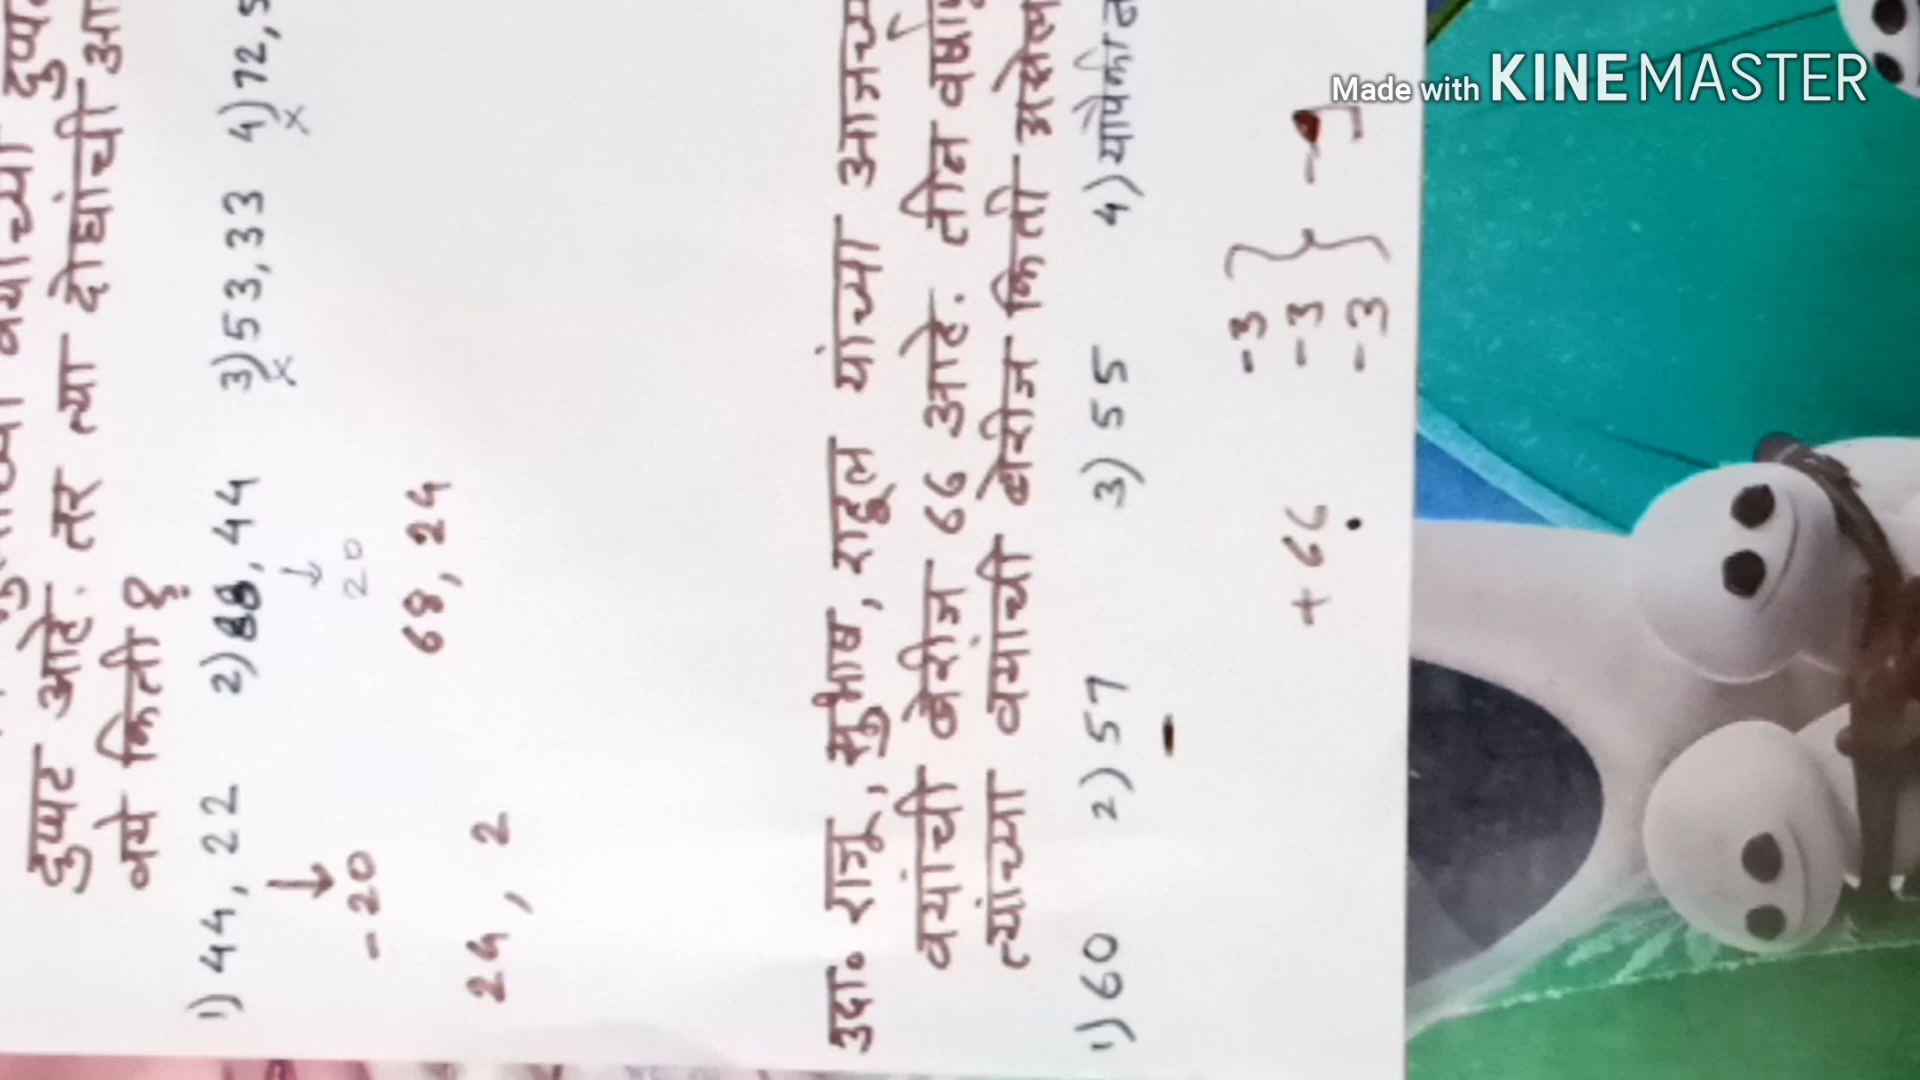 दुप्पट आहे. तर त्या दोघांची
वये किती?
1) 44, 22 2) 88, 44 3) 53, 33 4) 72,
↓ ↓ x x
-20 20
24, 2 68, 24
उदा. राजू, सुभाष, राहुल यांच्या आजच्या
वयांची बेरीज 66 आहे. तीन
त्यांच्या वयांची बेरीज किती असेल
1) 60 2) 57 3) 55 4) यापैकी
+66 -3
-3
-3
Made with KINEMASTER